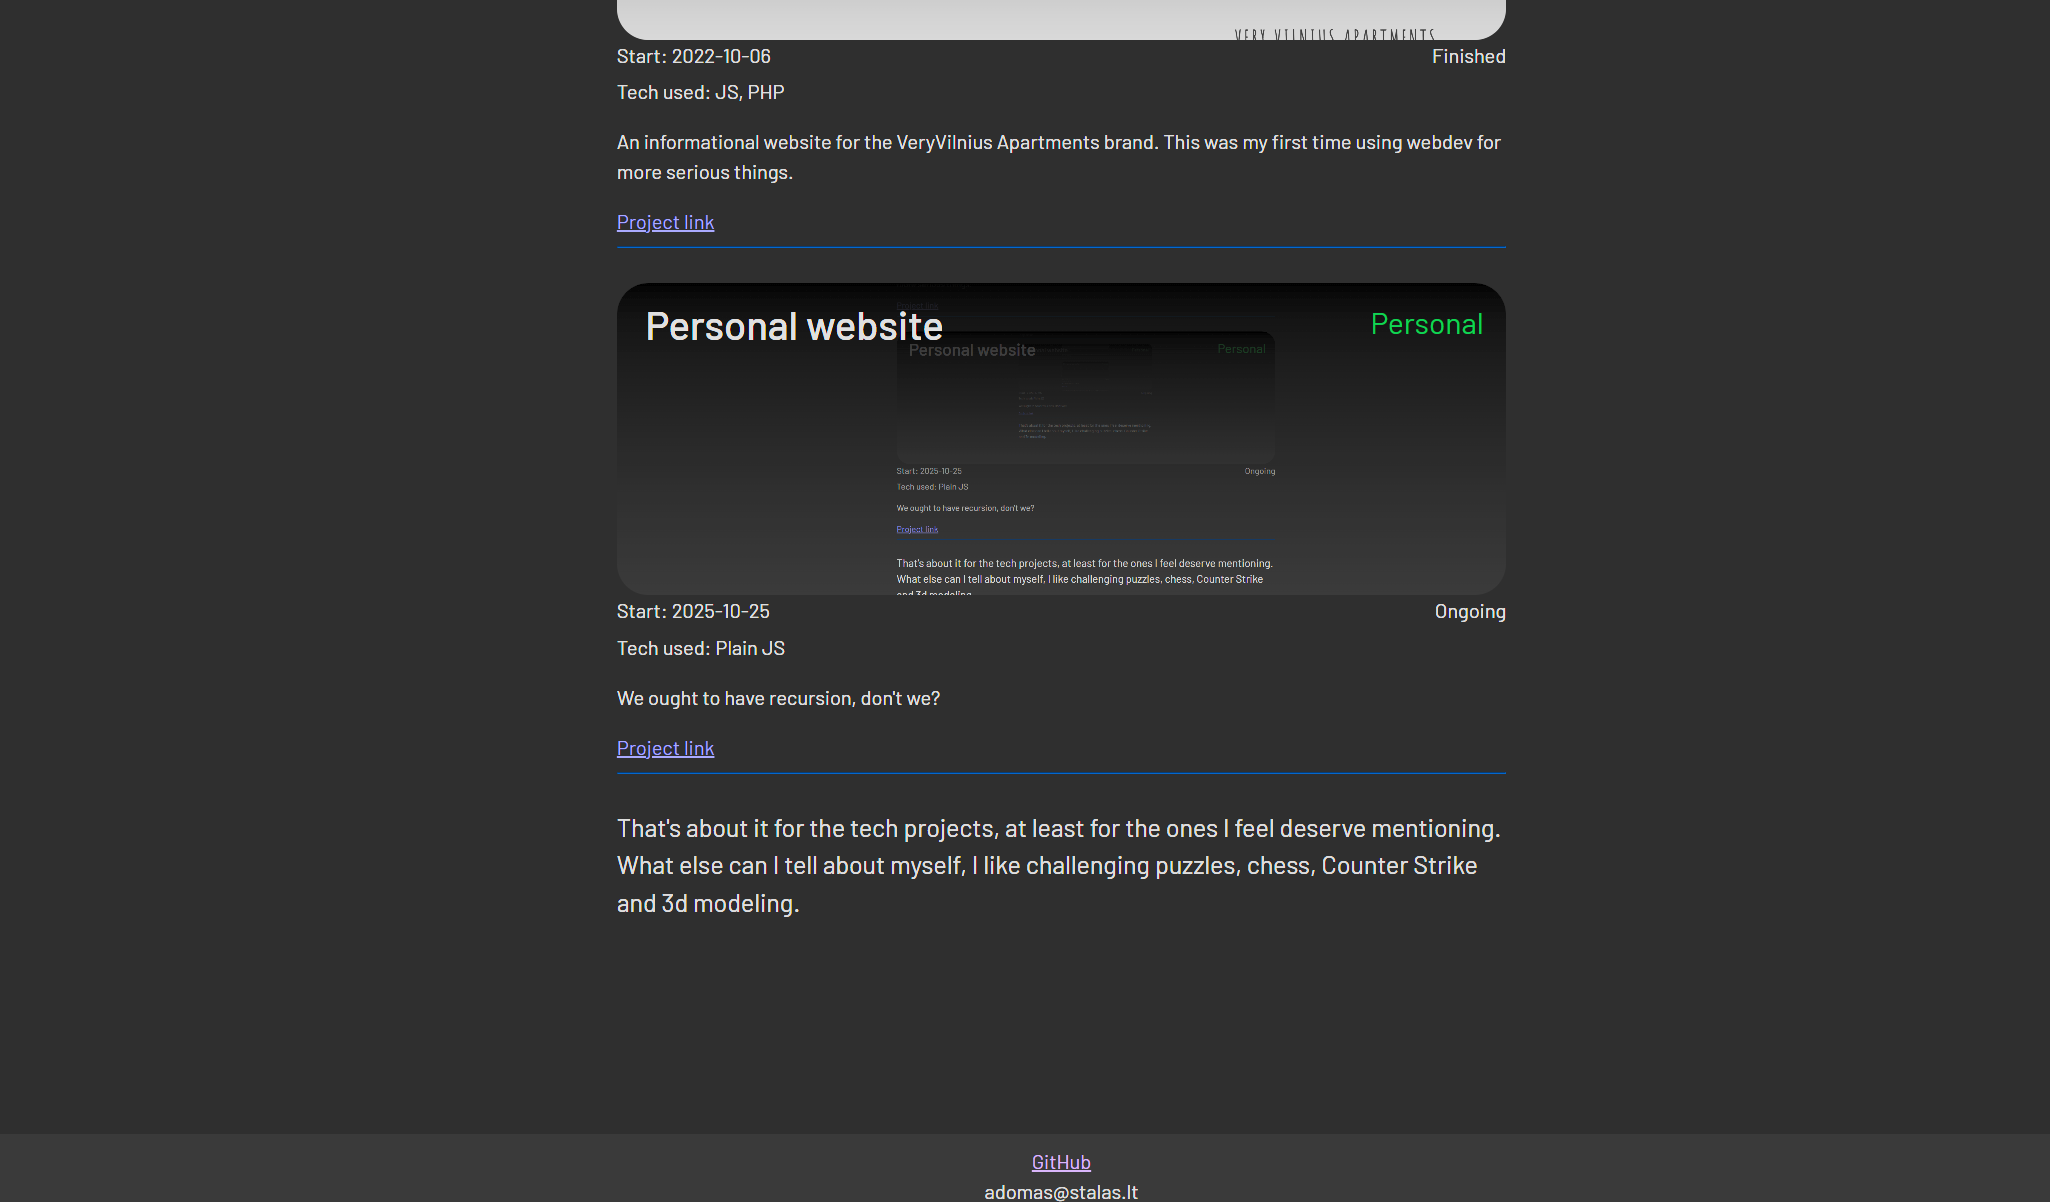 VERY VILNIUS APARTMENTS
Start: 2022-10-06 Finished
Tech used: JS, PHP
An informational website for the VeryVilnius Apartments brand. This was my first time using webdev for
more serious things.
Project link
Personal website Personal
Project link
Personal website Personal
Start: 2025-10-25 Ongoing
Tech used: Plain JS
We ought to have recursion, don't we?
Project link
That's about it for the tech projects, at least for the ones I feel deserve mentioning.
What else can I tell about myself, I like challenging puzzles, chess, Counter Strike
and 3d modeling.
Start: 2025-10-25 Ongoing
Tech used: Plain JS
We ought to have recursion, don't we?
Project link
That's about it for the tech projects, at least for the ones I feel deserve mentioning.
What else can I tell about myself, I like challenging puzzles, chess, Counter Strike
and 3d modeling.
GitHub
adomas@stalas.lt